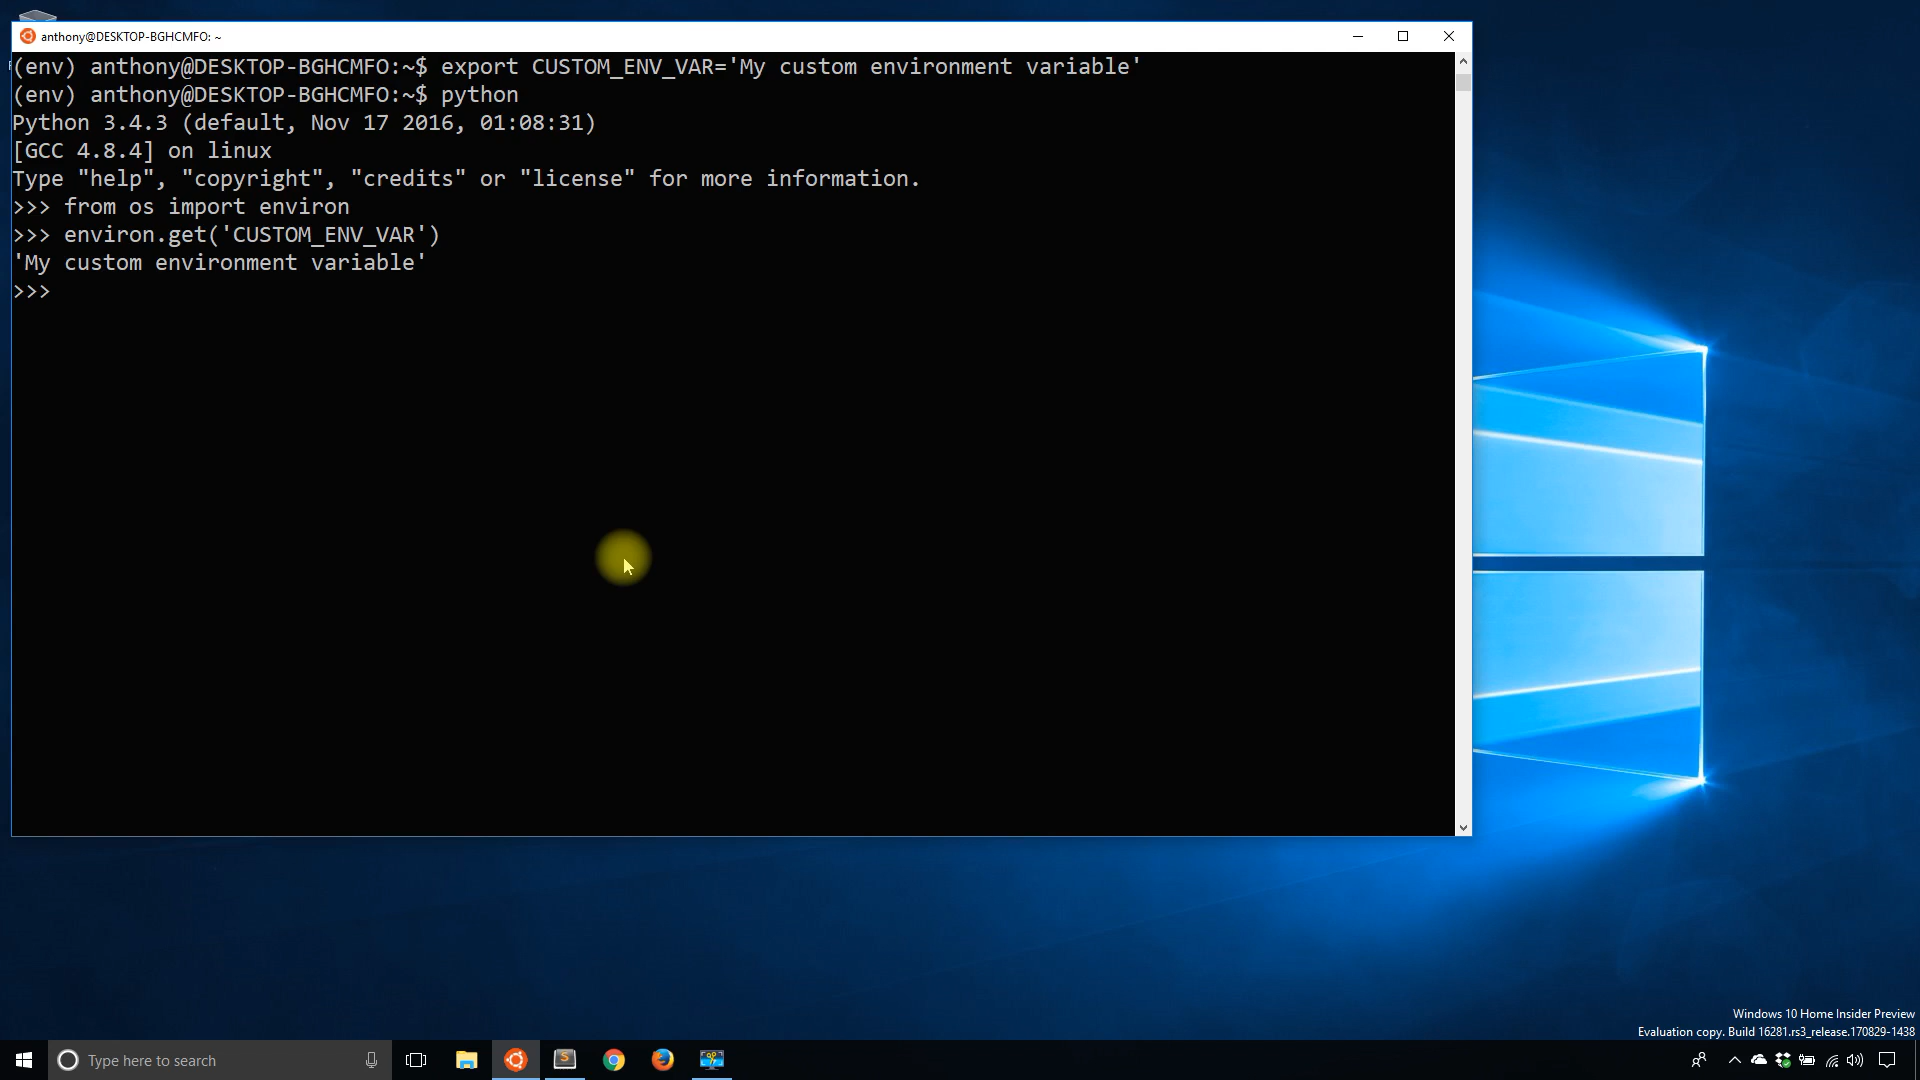 anthony@DESKTOP-BGHCMFO: ~
(env) anthony@DESKTOP-BGHCMFO:~$ export CUSTOM_ENV_VAR='My custom environment variable'
(env) anthony@DESKTOP-BGHCMFO:~$ python
Python 3.4.3 (default, Nov 17 2016, 01:08:31)
[GCC 4.8.4] on linux
Type "help", "copyright", "credits" or "license" for more information.
>>> from os import environ
>>> environ.get('CUSTOM_ENV_VAR')
'My custom environment variable'
>>>
Windows 10 Home Insider Preview
Evaluation copy. Build 16281.rs3_release.170829-1438
Type here to search